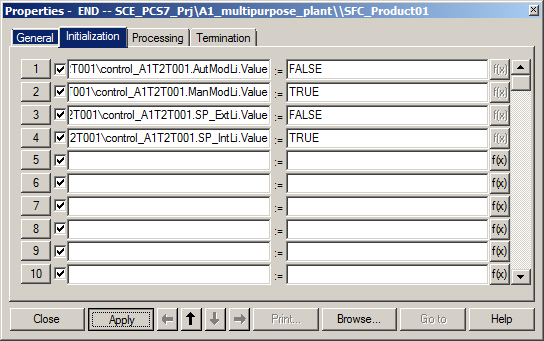 Properties -  END -- SCE_PCS7_Prj\A1_multipurpose_plant\\SFC_Product01
General Initialization Processing Termination
1 2T001\control_A1T2T001.AutModLi.Value := FALSE f(x)
2 T001\control_A1T2T001.ManModLi.Value := TRUE f(x)
3 2T001\control_A1T2T001.SP_ExtLi.Value := FALSE f(x)
4 2T001\control_A1T2T001.SP_IntLi.Value := TRUE f(x)
5 := f(x)
6 := f(x)
7 := f(x)
8 := f(x)
9 := f(x)
10 := f(x)
Close Apply Print... Browse... Go to Help